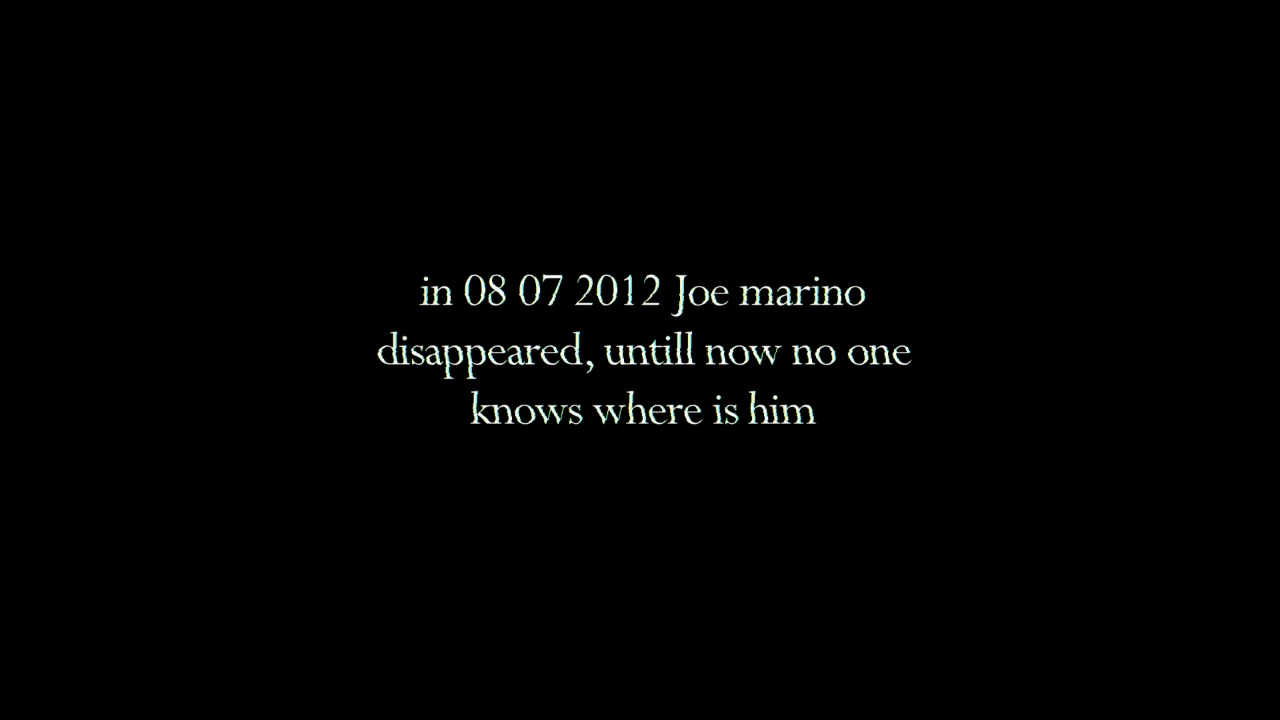 in 08 07 2012 Joe marino
disappeared, untill now no one
knows where is him